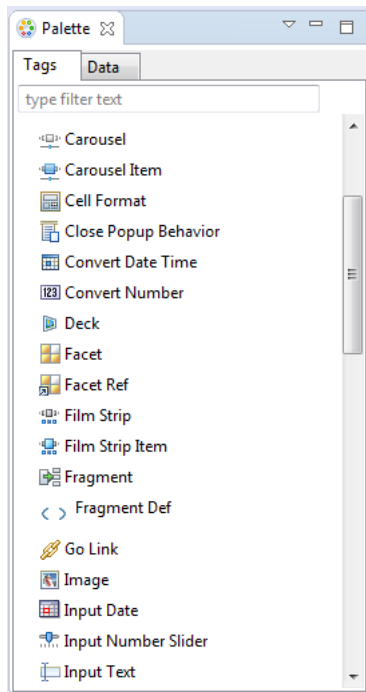 Palette
Tags Data
type filter text
Carousel
Carousel Item
Cell Format
Close Popup Behavior
Convert Date Time
123 Convert Number
Deck
Facet
Facet Ref
Film Strip
Film Strip Item
Fragment
Fragment Def
Go Link
Image
Input Date
Input Number Slider
Input Text